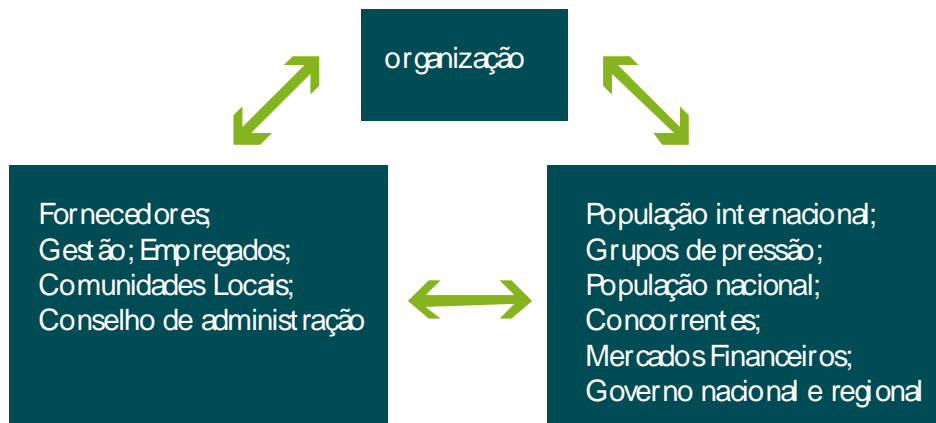 organização
Fornecedores;
Gestão; Empregados;
Comunidades Locais;
Conselho de administração
População internacional;
Grupos de pressão;
População nacional;
Concorrentes;
Mercados Financeiros;
Governo nacional e regional